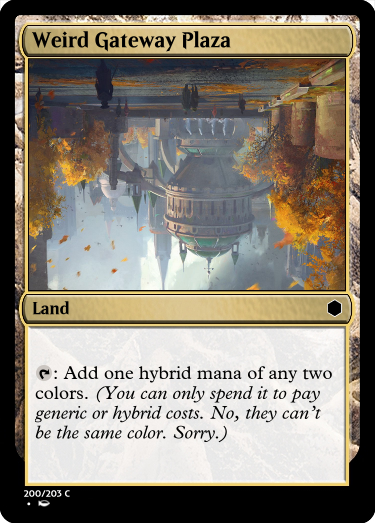 Weird Gateway Plaza
Land
: Add one hybrid mana of any two
colors. (You can only spend it to pay
generic or hybrid costs. No, they can't
be the same color. Sorry.)
200/203 C